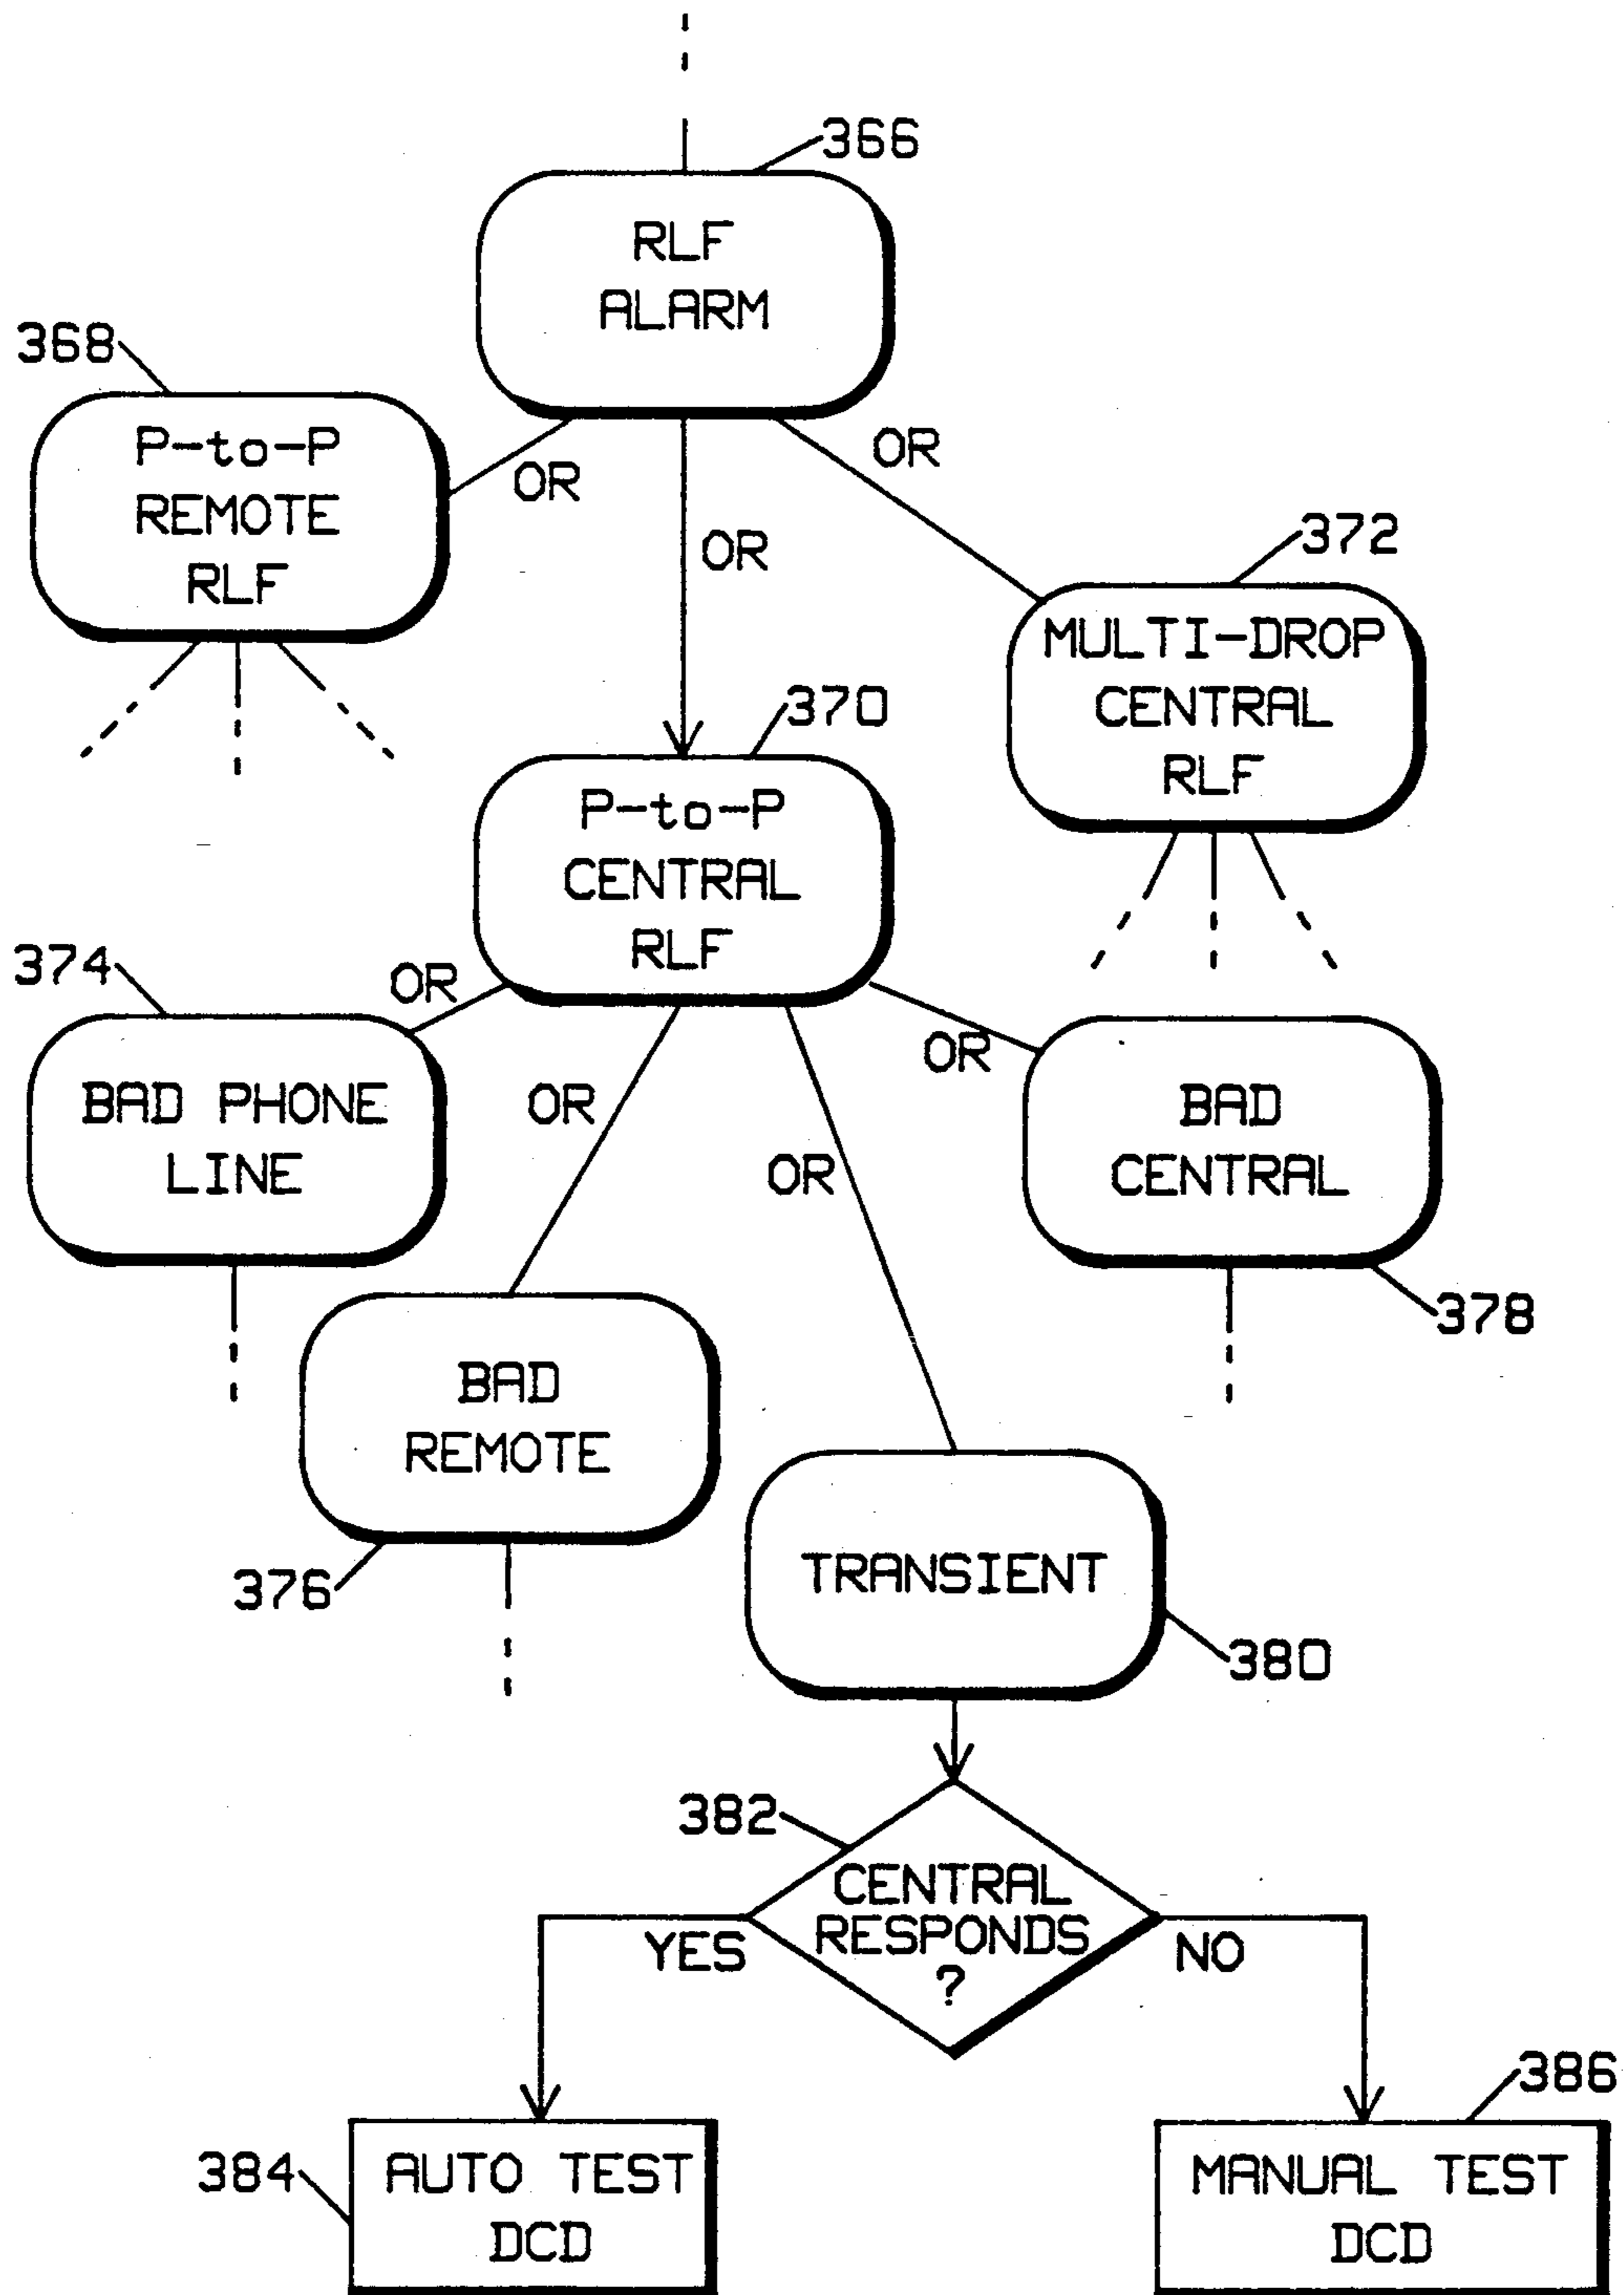 366
RLF
ALARM
368
P-to-P
REMOTE
RLF
OR
OR
OR
372
MULTI-DROP
CENTRAL
RLF
370
P-to-P
CENTRAL
RLF
374
OR
BAD PHONE
LINE
OR
OR
OR
BAD
CENTRAL
378
BAD
REMOTE
376
TRANSIENT
380
382
CENTRAL
RESPONDS
?
YES
NO
384
AUTO TEST
DCD
386
MANUAL TEST
DCD